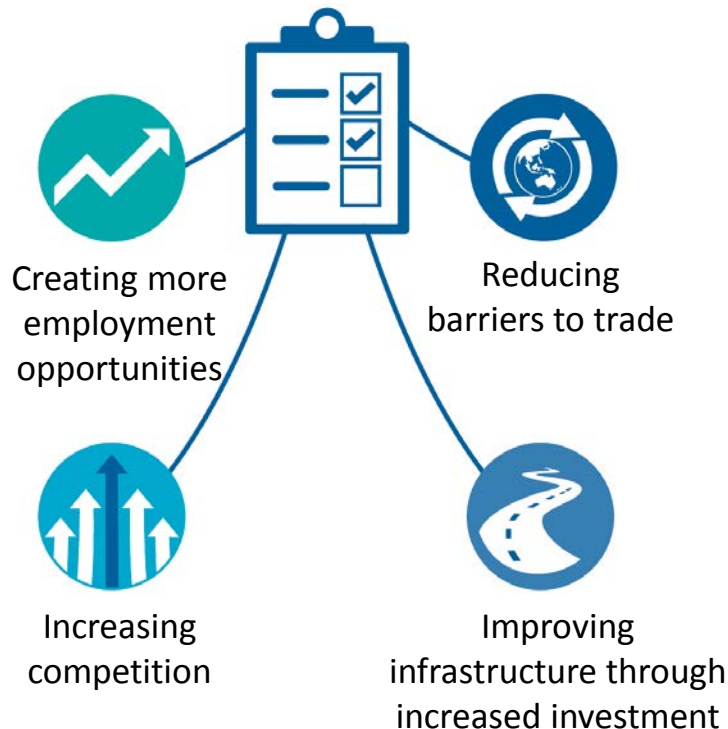 Creating more
employment
opportunities
Reducing
barriers to trade
Increasing
competition
Improving
infrastructure through
increased investment